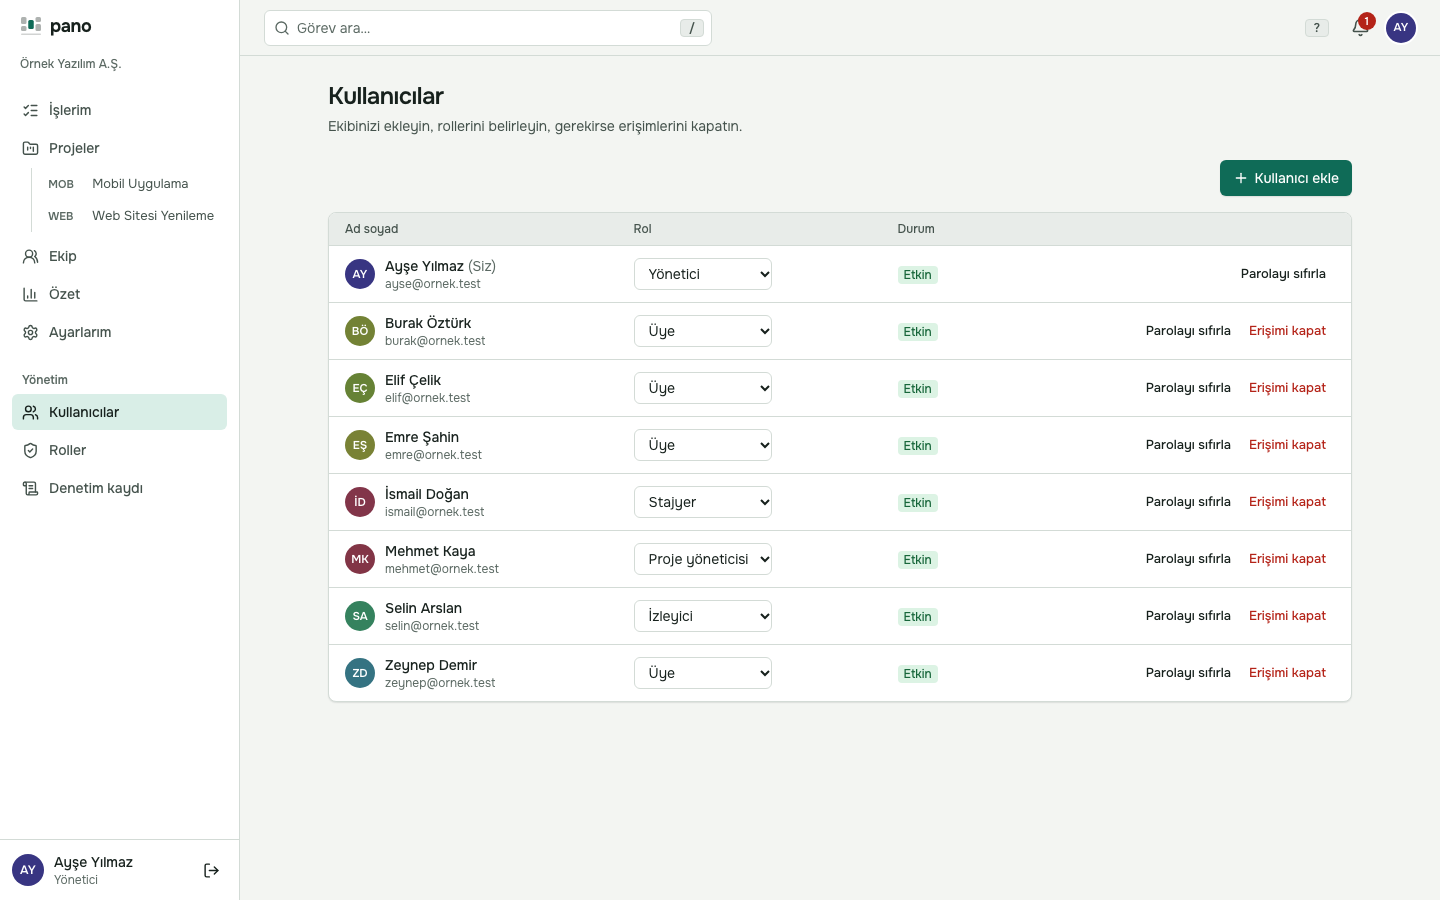 pano
Örnek Yazılım A.Ş.
İşlerim
Projeler
MOB Mobil Uygulama
WEB Web Sitesi Yenileme
Ekip
Özet
Ayarlarım
Yönetim
Kullanıcılar
Roller
Denetim kaydı
AY Ayşe Yılmaz
Yönetici
Görev ara... /
? 1 AY
Kullanıcılar
Ekibinizi ekleyin, rollerini belirleyin, gerekirse erişimlerini kapatın.
+ Kullanıcı ekle
Ad soyad Rol Durum
AY Ayşe Yılmaz (Siz) Yönetici Etkin Parolayı sıfırla
ayse@ornek.test
BÖ Burak Öztürk Üye Etkin Parolayı sıfırla Erişimi kapat
burak@ornek.test
EÇ Elif Çelik Üye Etkin Parolayı sıfırla Erişimi kapat
elif@ornek.test
EŞ Emre Şahin Üye Etkin Parolayı sıfırla Erişimi kapat
emre@ornek.test
İD İsmail Doğan Stajyer Etkin Parolayı sıfırla Erişimi kapat
ismail@ornek.test
MK Mehmet Kaya Proje yöneticisi Etkin Parolayı sıfırla Erişimi kapat
mehmet@ornek.test
SA Selin Arslan İzleyici Etkin Parolayı sıfırla Erişimi kapat
selin@ornek.test
ZD Zeynep Demir Üye Etkin Parolayı sıfırla Erişimi kapat
zeynep@ornek.test